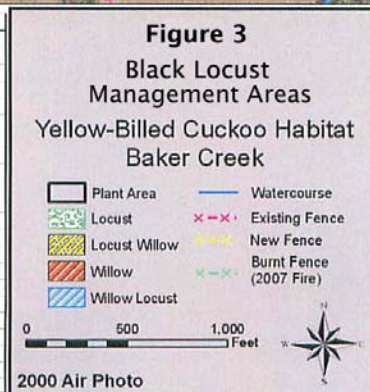 Figure 3
Black Locust
Management Areas
Yellow-Billed Cuckoo Habitat
Baker Creek
Plant Area
Locust
Locust Willow
Willow
Willow Locust
Watercourse
Existing Fence
New Fence
Burnt Fence
(2007 Fire)
0 500 1,000
Feet
N
W E
S
2000 Air Photo